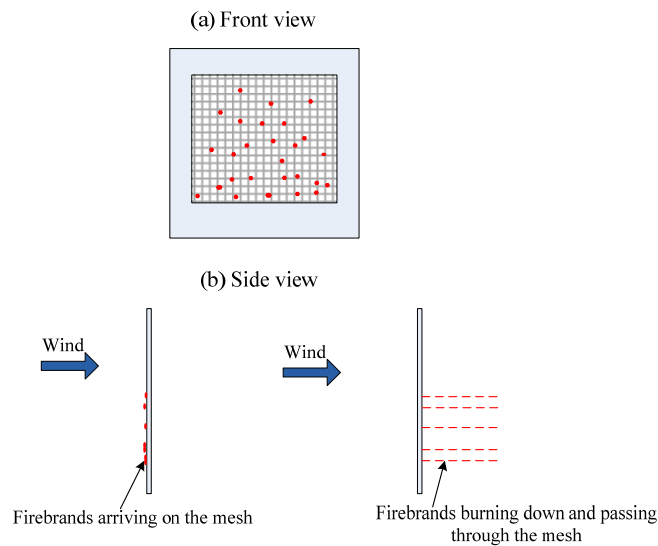 (a) Front view
(b) Side view
Wind
Wind
Firebrands arriving on the mesh
Firebrands burning down and passing
through the mesh